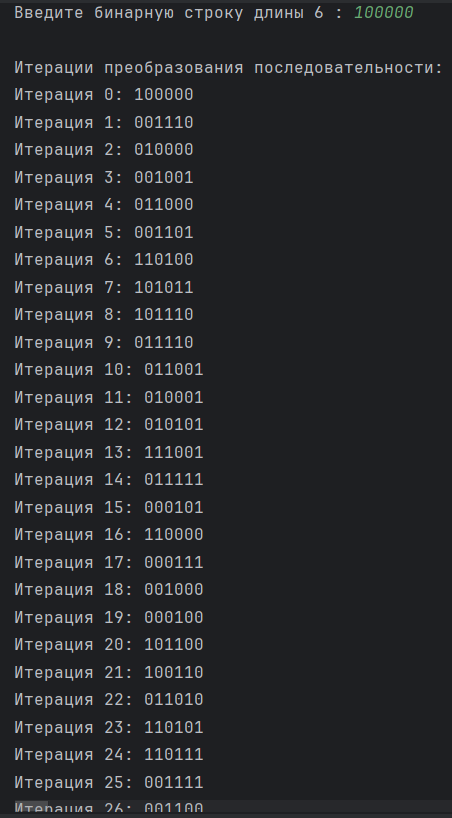 Введите бинарную строку длины 6 : 100000
Итерации преобразования последовательности:
Итерация 0: 100000
Итерация 1: 001110
Итерация 2: 010000
Итерация 3: 001001
Итерация 4: 011000
Итерация 5: 001101
Итерация 6: 110100
Итерация 7: 101011
Итерация 8: 101110
Итерация 9: 011110
Итерация 10: 011001
Итерация 11: 010001
Итерация 12: 010101
Итерация 13: 111001
Итерация 14: 011111
Итерация 15: 000101
Итерация 16: 110000
Итерация 17: 000111
Итерация 18: 001000
Итерация 19: 000100
Итерация 20: 101100
Итерация 21: 100110
Итерация 22: 011010
Итерация 23: 110101
Итерация 24: 110111
Итерация 25: 001111
Итерация 26: 001100